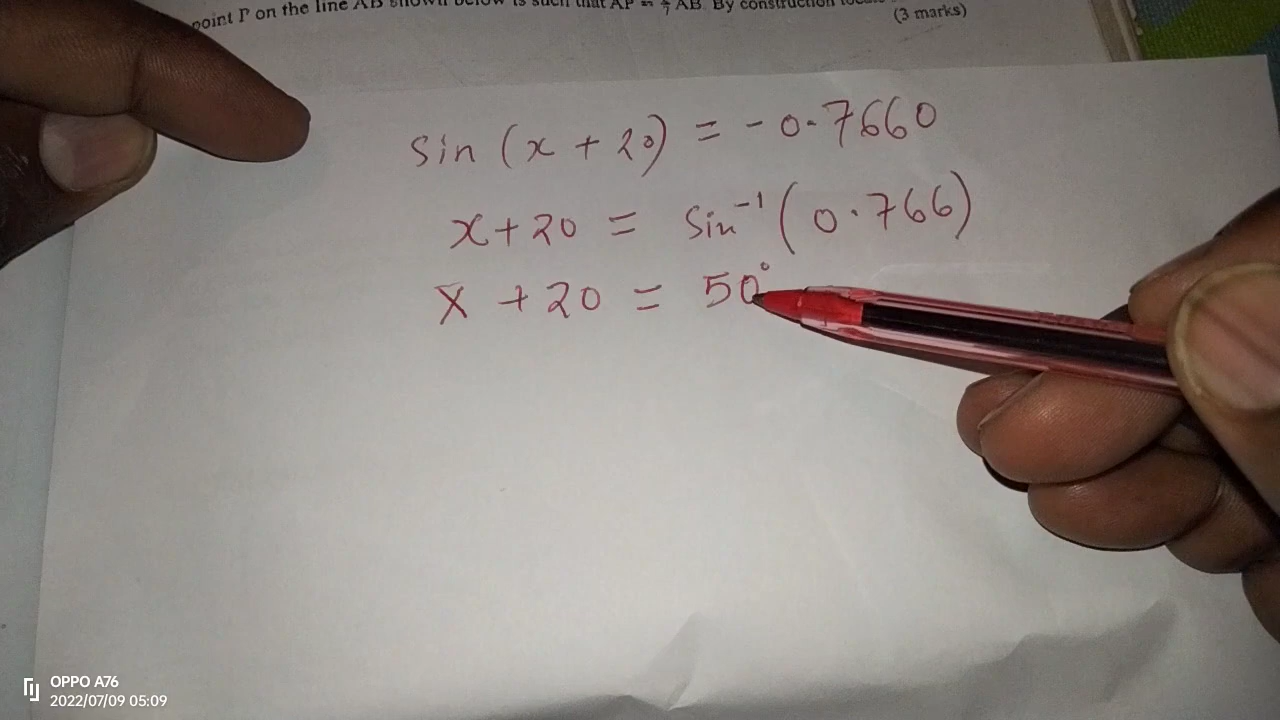 point P on the line AB shown below is such that AP = AB. By construction
(3 marks)
sin (x + 20) = - 0.7660
x + 20 = Sin⁻¹ (0.766)
x + 20 = 50°
OPPO A76
2022/07/09 05:09